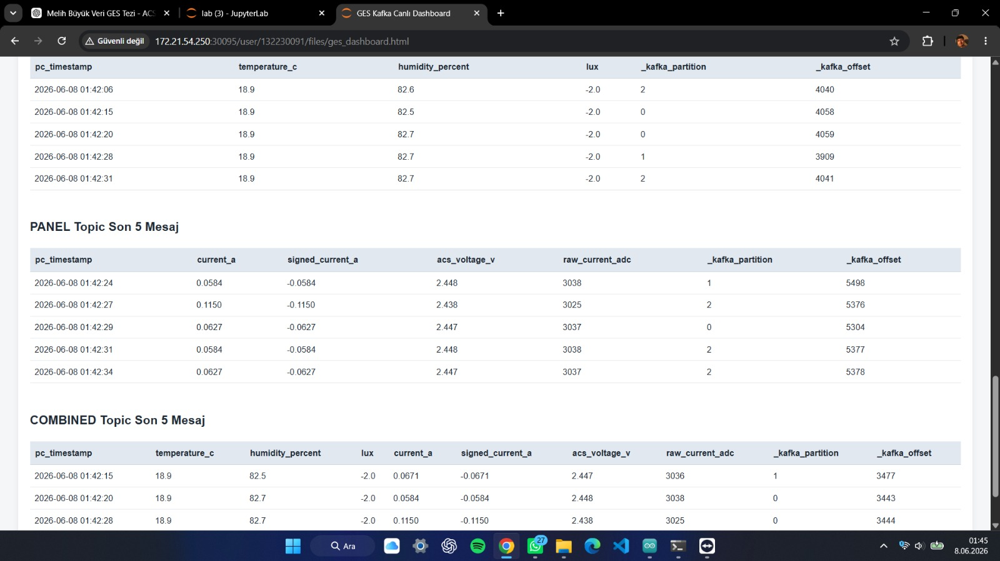 Melih Büyük Veri GES Tezi - ACS
lab (3) - JupyterLab
GES Kafka Canlı Dashboard
Güvenli değil
172.21.54.250:30095/user/132230091/files/ges_dashboard.html
pc_timestamp temperature_c humidity_percent lux _kafka_partition _kafka_offset
2026-06-08 01:42:06 18.9 82.6 -2.0 2 4040
2026-06-08 01:42:15 18.9 82.5 -2.0 0 4058
2026-06-08 01:42:20 18.9 82.7 -2.0 0 4059
2026-06-08 01:42:28 18.9 82.7 -2.0 1 3909
2026-06-08 01:42:31 18.9 82.7 -2.0 2 4041
PANEL Topic Son 5 Mesaj
pc_timestamp current_a signed_current_a acs_voltage_v raw_current_adc _kafka_partition _kafka_offset
2026-06-08 01:42:24 0.0584 -0.0584 2.448 3038 1 5498
2026-06-08 01:42:27 0.1150 -0.1150 2.438 3025 2 5376
2026-06-08 01:42:29 0.0627 -0.0627 2.447 3037 0 5304
2026-06-08 01:42:31 0.0584 -0.0584 2.448 3038 2 5377
2026-06-08 01:42:34 0.0627 -0.0627 2.447 3037 2 5378
COMBINED Topic Son 5 Mesaj
pc_timestamp temperature_c humidity_percent lux current_a signed_current_a acs_voltage_v raw_current_adc _kafka_partition _kafka_offset
2026-06-08 01:42:15 18.9 82.5 -2.0 0.0671 -0.0671 2.447 3036 1 3477
2026-06-08 01:42:20 18.9 82.7 -2.0 0.0584 -0.0584 2.448 3038 0 3443
2026-06-08 01:42:28 18.9 82.7 -2.0 0.1150 -0.1150 2.438 3025 0 3444
Ara
27
01:45
8.06.2026